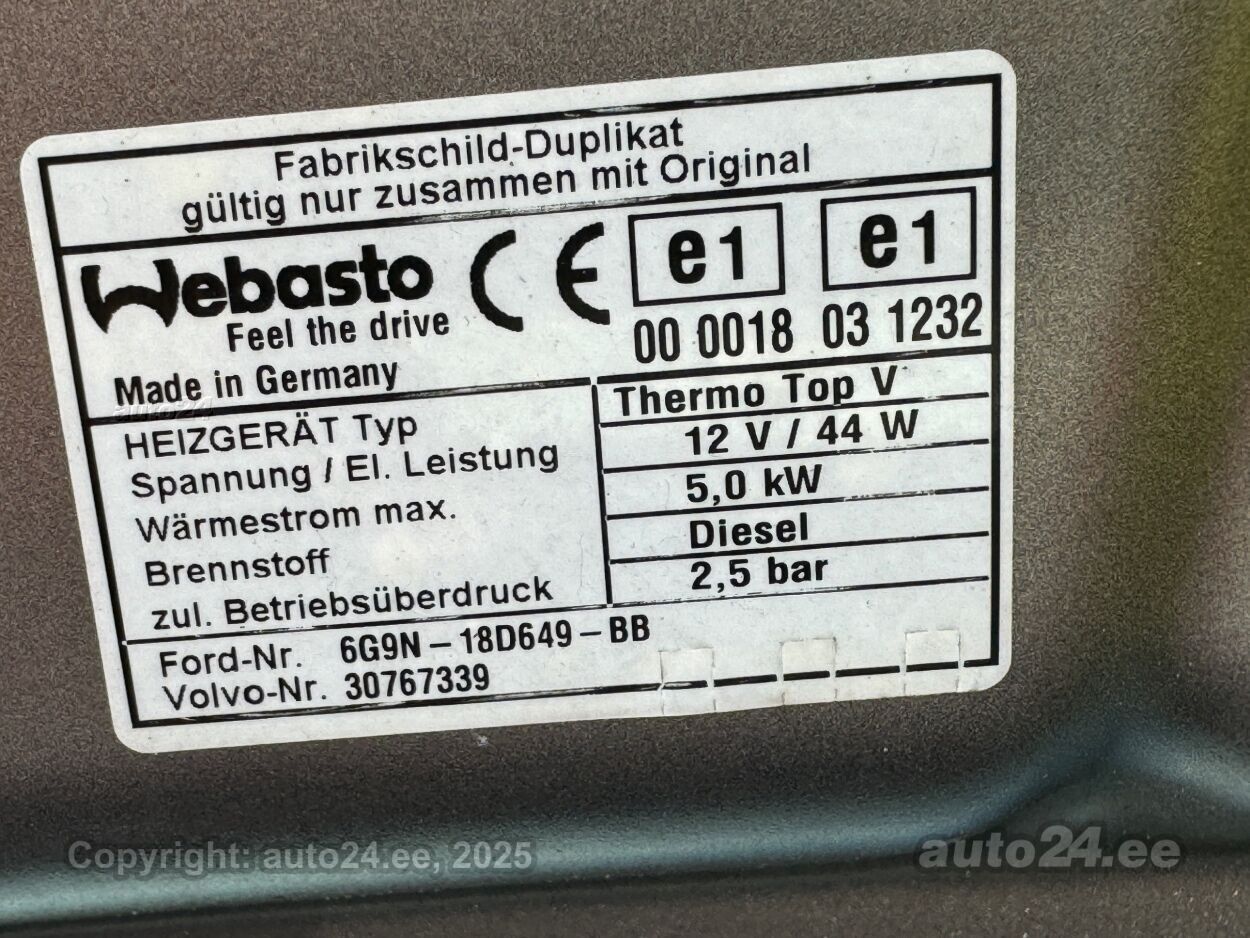 Fabrikschild-Duplikat
gültig nur zusammen mit Original
Webasto
Feel the drive
CE
e1
e1
00 0018
03 1232
Made in Germany
auto24
HEIZGERÄT Typ
Thermo Top V
Spannung / El. Leistung
12 V / 44 W
Wärmestrom max.
5,0 kW
Brennstoff
Diesel
zul. Betriebsüberdruck
2,5 bar
Ford-Nr. 6G9N – 18D649 – BB
Volvo-Nr. 30767339
Copyright: auto24.ee, 2025
auto24.ee